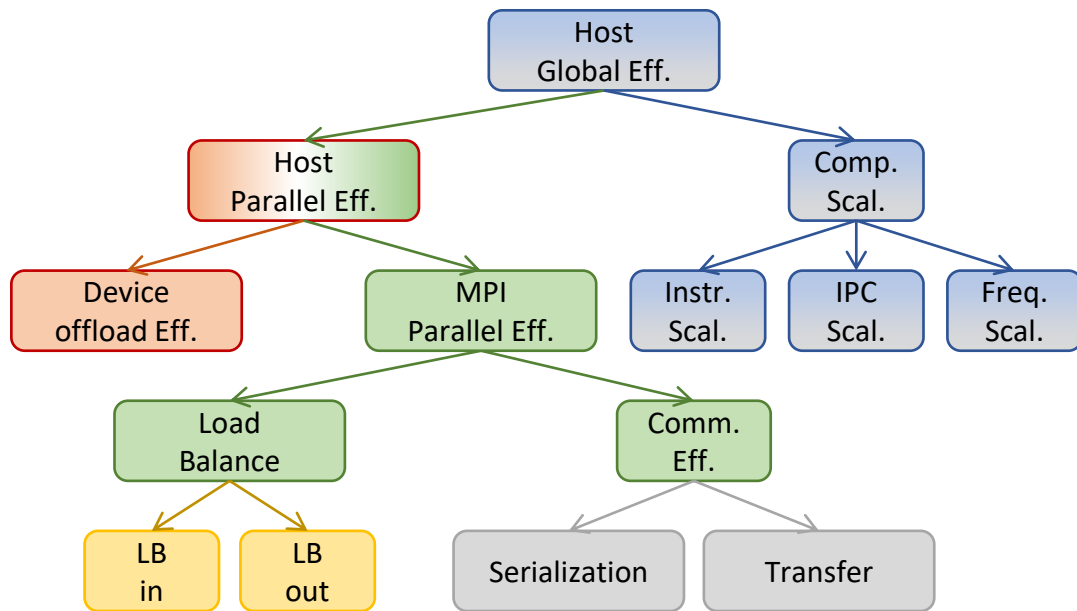 Host
Global Eff.
Host
Parallel Eff.
Comp.
Scal.
Device
offload Eff.
MPI
Parallel Eff.
Instr.
Scal.
IPC
Scal.
Freq.
Scal.
Load
Balance
Comm.
Eff.
LB
in
LB
out
Serialization
Transfer